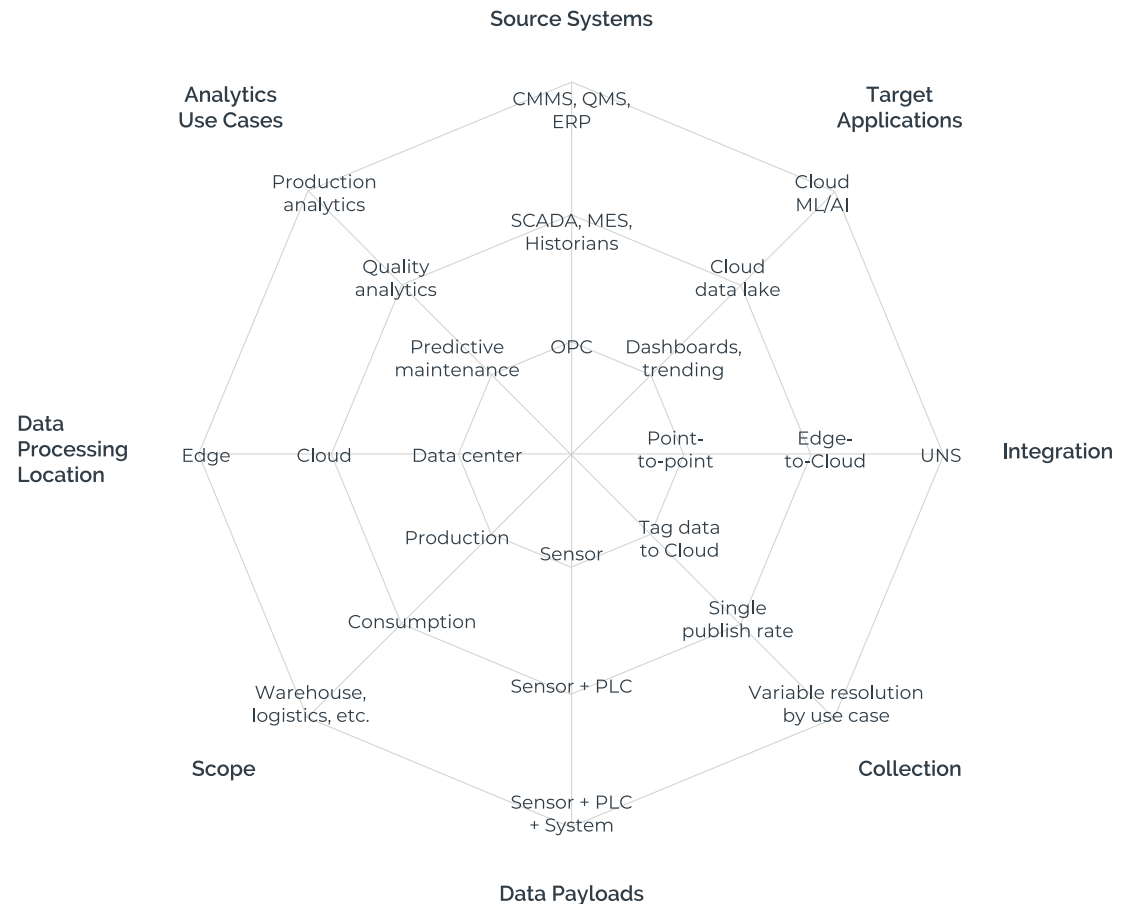 Source Systems
Analytics
Use Cases
Target
Applications
CMMS, QMS,
ERP
Production
analytics
Cloud
ML/AI
SCADA, MES,
Historians
Quality
analytics
Cloud
data lake
Predictive
maintenance
OPC
Dashboards,
trending
Data
Processing
Location
Edge
Cloud
Data center
Point-
to-point
Edge-
to-Cloud
UNS
Integration
Production
Sensor
Tag data
to Cloud
Consumption
Single
publish rate
Warehouse,
logistics, etc.
Sensor + PLC
Variable resolution
by use case
Scope
Collection
Sensor + PLC
+ System
Data Payloads